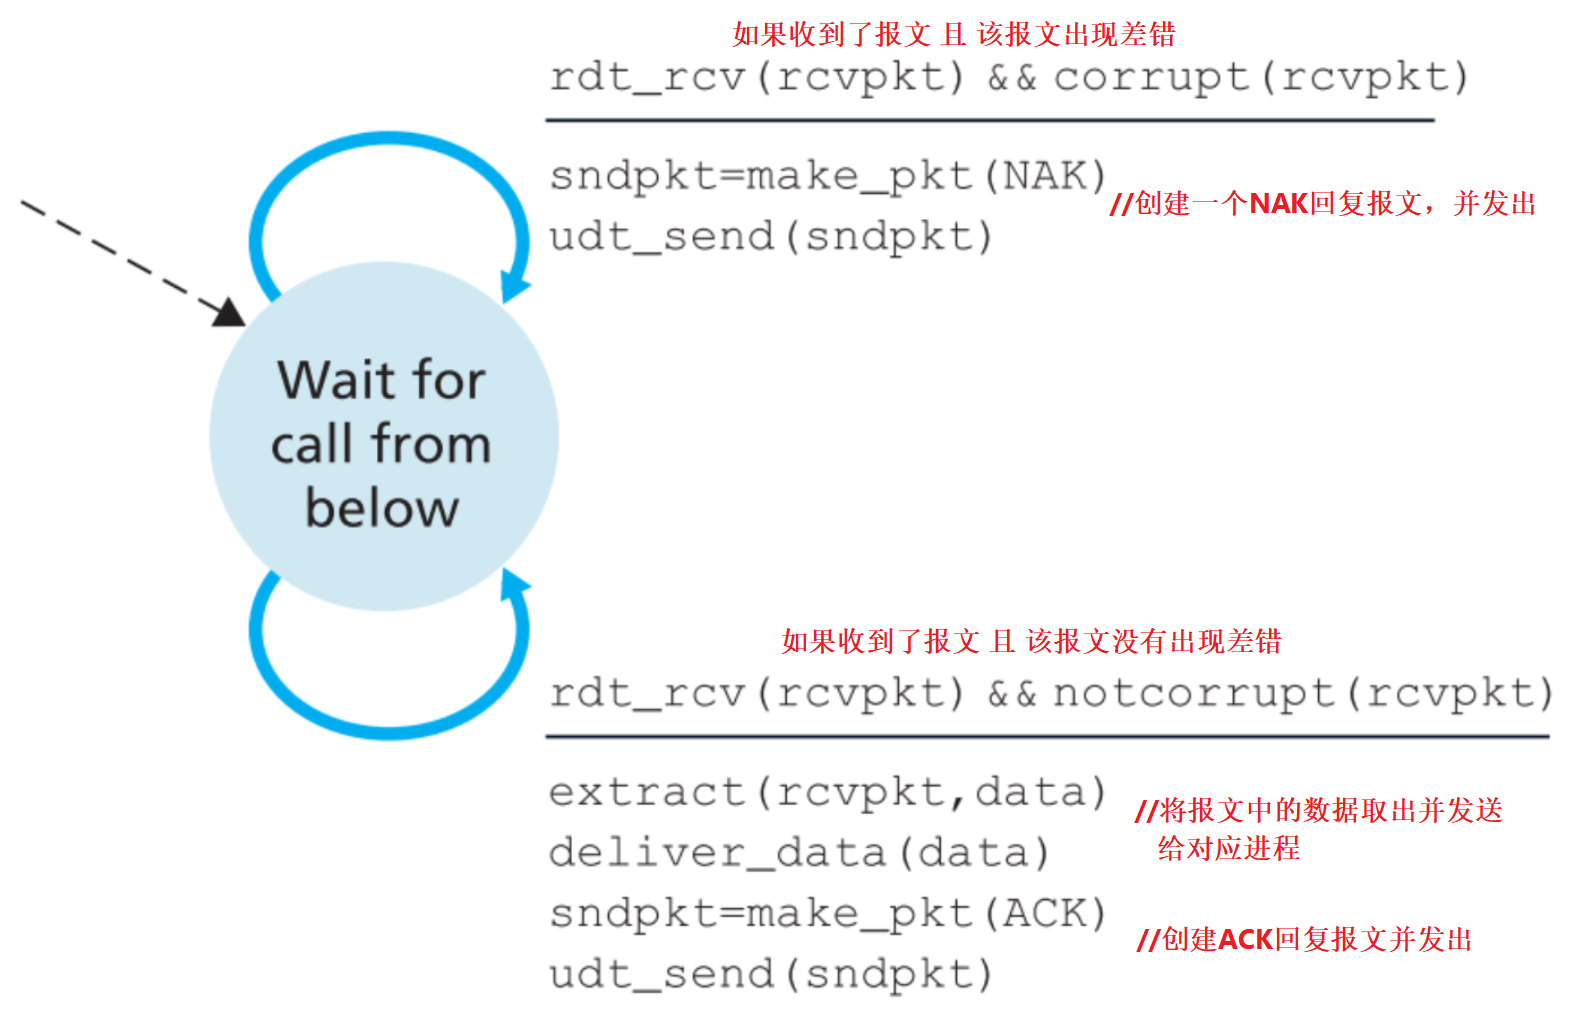 如果收到了报文 且 该报文出现差错
rdt_rcv(rcvpkt) && corrupt(rcvpkt)
sndpkt=make_pkt(NAK)
//创建一个NAK回复报文，并发出
udt_send(sndpkt)
Wait for
call from
below
如果收到了报文 且 该报文没有出现差错
rdt_rcv(rcvpkt) && notcorrupt(rcvpkt)
extract(rcvpkt,data)
//将报文中的数据取出并发送
给对应进程
deliver_data(data)
sndpkt=make_pkt(ACK)
//创建ACK回复报文并发出
udt_send(sndpkt)